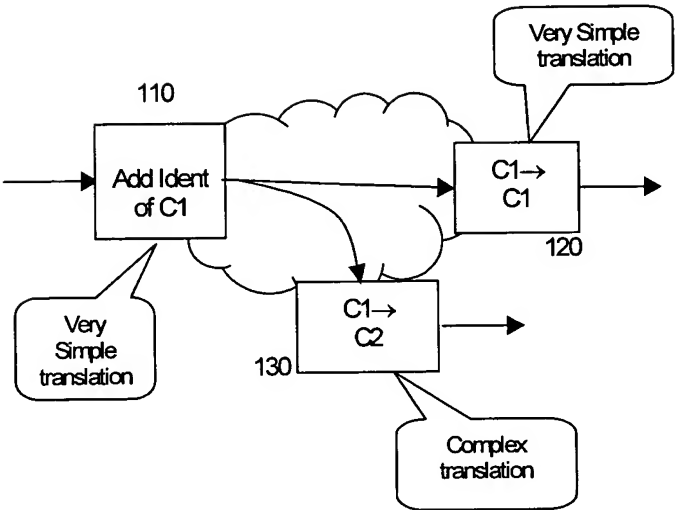 Very Simple
translation
110
Add Ident
of C1
C1→
C1
120
Very
Simple
translation
C1→
C2
130
Complex
translation